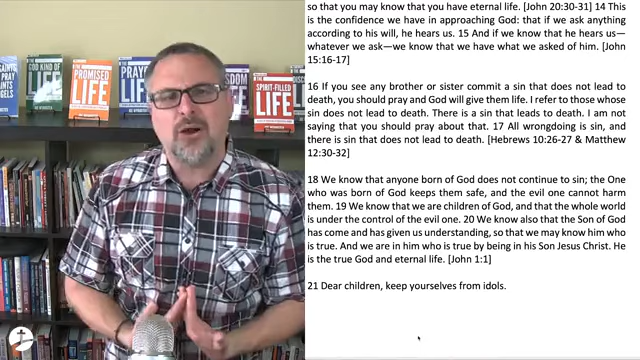 so that you may know that you have eternal life. [John 20:30-31] 14 This
is the confidence we have in approaching God: that if we ask anything
according to his will, he hears us. 15 And if we know that he hears us—
whatever we ask—we know that we have what we asked of him. [John
15:16-17]
16 If you see any brother or sister commit a sin that does not lead to
death, you should pray and God will give them life. I refer to those whose
sin does not lead to death. There is a sin that leads to death. I am not
saying that you should pray about that. 17 All wrongdoing is sin, and
there is sin that does not lead to death. [Hebrews 10:26-27 & Matthew
12:30-32]
18 We know that anyone born of God does not continue to sin; the One
who was born of God keeps them safe, and the evil one cannot harm
them. 19 We know that we are children of God, and that the whole world
is under the control of the evil one. 20 We know also that the Son of God
has come and has given us understanding, so that we may know him who
is true. And we are in him who is true by being in his Son Jesus Christ. He
is the true God and eternal life. [John 1:1]
21 Dear children, keep yourselves from idols.
GOD KIND
OF LIFE
THE
PROMISED
LIFE
THE
SPIRIT-FILLED
LIFE